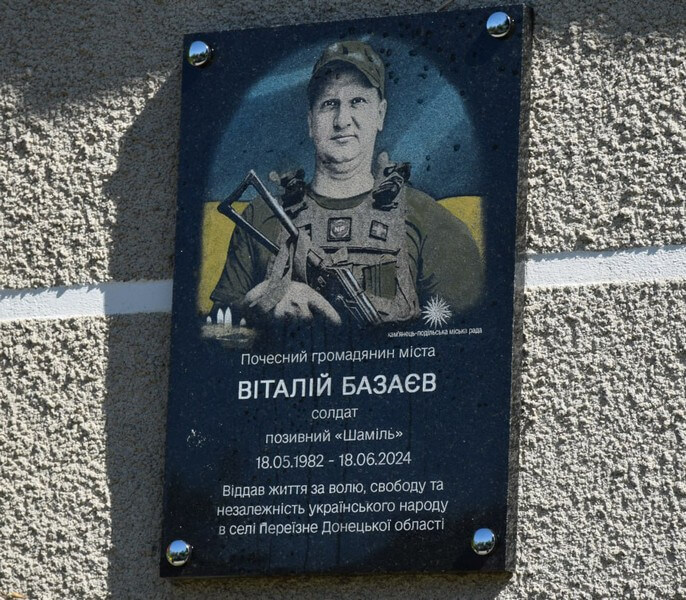 кам'янець-подільська міська рада
Почесний громадянин міста
ВІТАЛІЙ БАЗАЄВ
солдат
позивний «Шаміль»
18.05.1982 - 18.06.2024
Віддав життя за волю, свободу та
незалежність українського народу
в селі Переїзне Донецької області